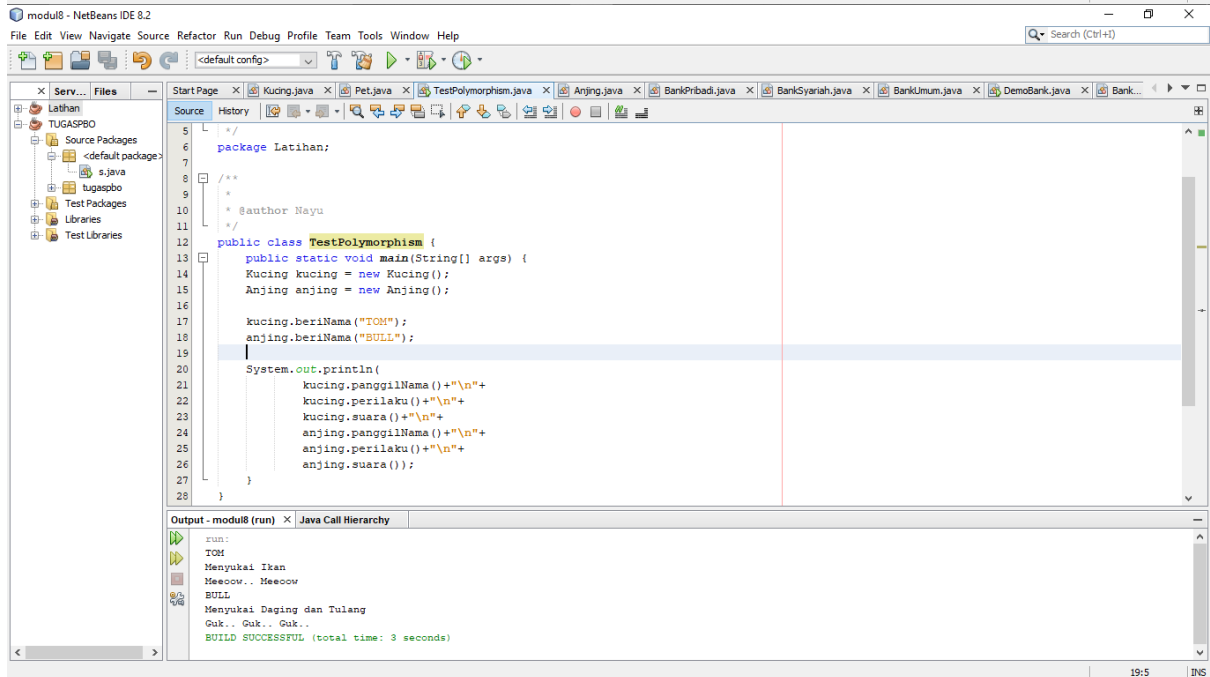 modul8 - NetBeans IDE 8.2
File Edit View Navigate Source Refactor Run Debug Profile Team Tools Window Help
Search (Ctrl+I)
<default config>
Serv... Files
Start Page Kucing.java Pet.java TestPolymorphism.java Anjing.java BankPribadi.java BankSyariah.java BankUmum.java DemoBank.java Bank...
Latihan
TUGASPBO
Source Packages
<default package>
s.java
tugaspbo
Test Packages
Libraries
Test Libraries
Source History
5 */
6 package Latihan;
7
8 /**
9 *
10 * @author Nayu
11 */
12 public class TestPolymorphism {
13 public static void main(String[] args) {
14 Kucing kucing = new Kucing();
15 Anjing anjing = new Anjing();
16
17 kucing.beriNama("TOM");
18 anjing.beriNama("BULL");
19
20 System.out.println(
21 kucing.panggilNama()+"\n"+
22 kucing.perilaku()+"\n"+
23 kucing.suara()+"\n"+
24 anjing.panggilNama()+"\n"+
25 anjing.perilaku()+"\n"+
26 anjing.suara());
27 }
28 }
Output - modul8 (run) Java Call Hierarchy
run:
TOM
Menyukai Ikan
Meeoow.. Meeoow
BULL
Menyukai Daging dan Tulang
Guk.. Guk.. Guk..
BUILD SUCCESSFUL (total time: 3 seconds)
19:5 INS